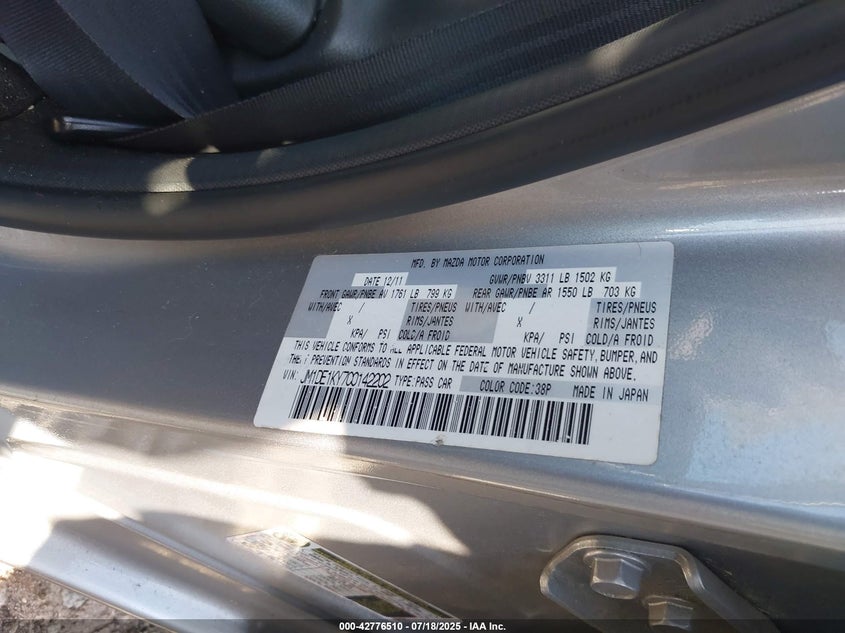 MFD. BY MAZDA MOTOR CORPORATION
DATE 12/11 GVWR/PNBV 3311 LB 1502 KG
FRONT GAWR/PNBE AV 1761 LB 799 KG REAR GAWR/PNBE AR 1550 LB 703 KG
WITH/AVEC / TIRES/PNEUS WITH/AVEC / TIRES/PNEUS
X RIMS/JANTES X RIMS/JANTES
KPA/ PSI COLD/A FROID KPA/ PSI COLD/A FROID
THIS VEHICLE CONFORMS TO ALL APPLICABLE FEDERAL MOTOR VEHICLE SAFETY, BUMPER, AND
THEFT PREVENTION STANDARDS IN EFFECT ON THE DATE OF MANUFACTURE SHOWN ABOVE.
VIN: JM1DE1KY7C0142202 TYPE: PASS CAR COLOR CODE: 38P MADE IN JAPAN
000-42776510 - 07/18/2025 - IAA Inc.